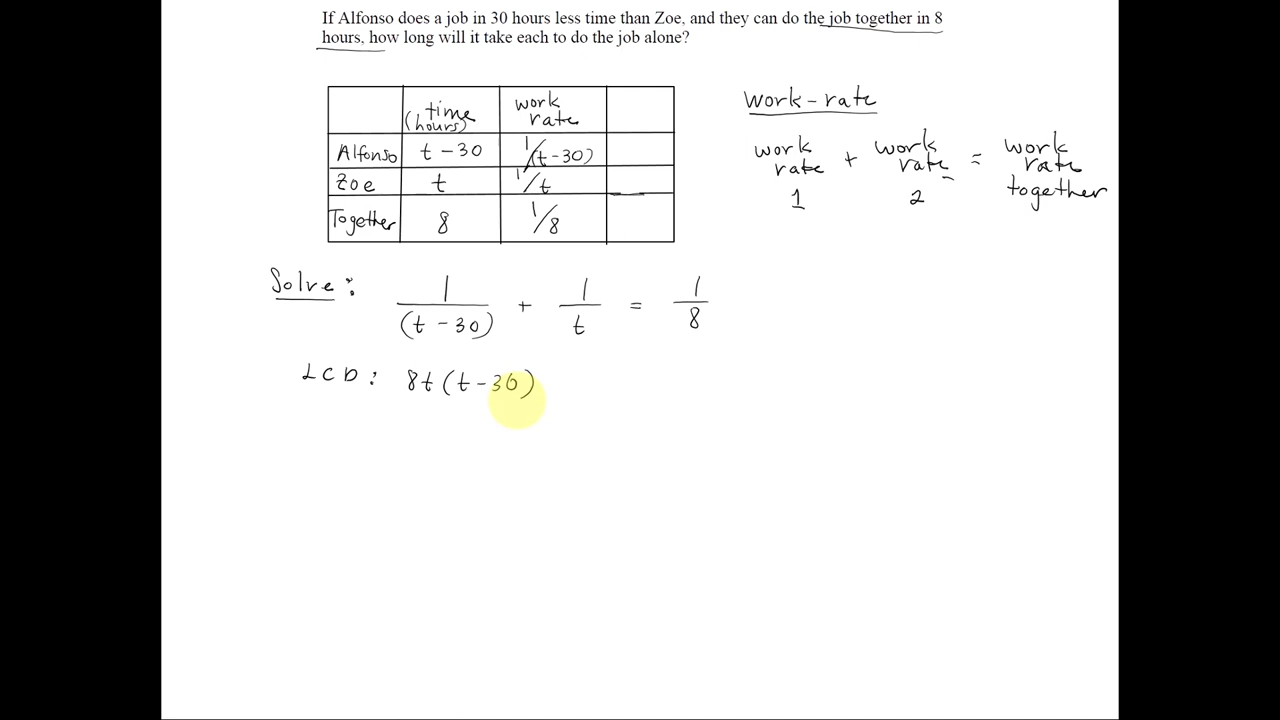 If Alfonso does a job in 30 hours less time than Zoe, and they can do the job together in 8
hours, how long will it take each to do the job alone?
time
(hours)
work
rate
Alfonso t - 30 1/(t-30)
Zoe t 1/t
Together 8 1/8
Work-rate
work rate 1 + work rate 2 = work rate together
Solve: 1/(t - 30) + 1/t = 1/8
LCD: 8t(t-30)